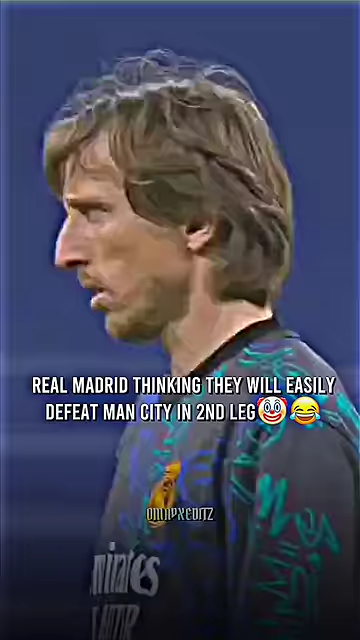 REAL MADRID THINKING THEY WILL EASILY
DEFEAT MAN CITY IN 2ND LEG🤡😂